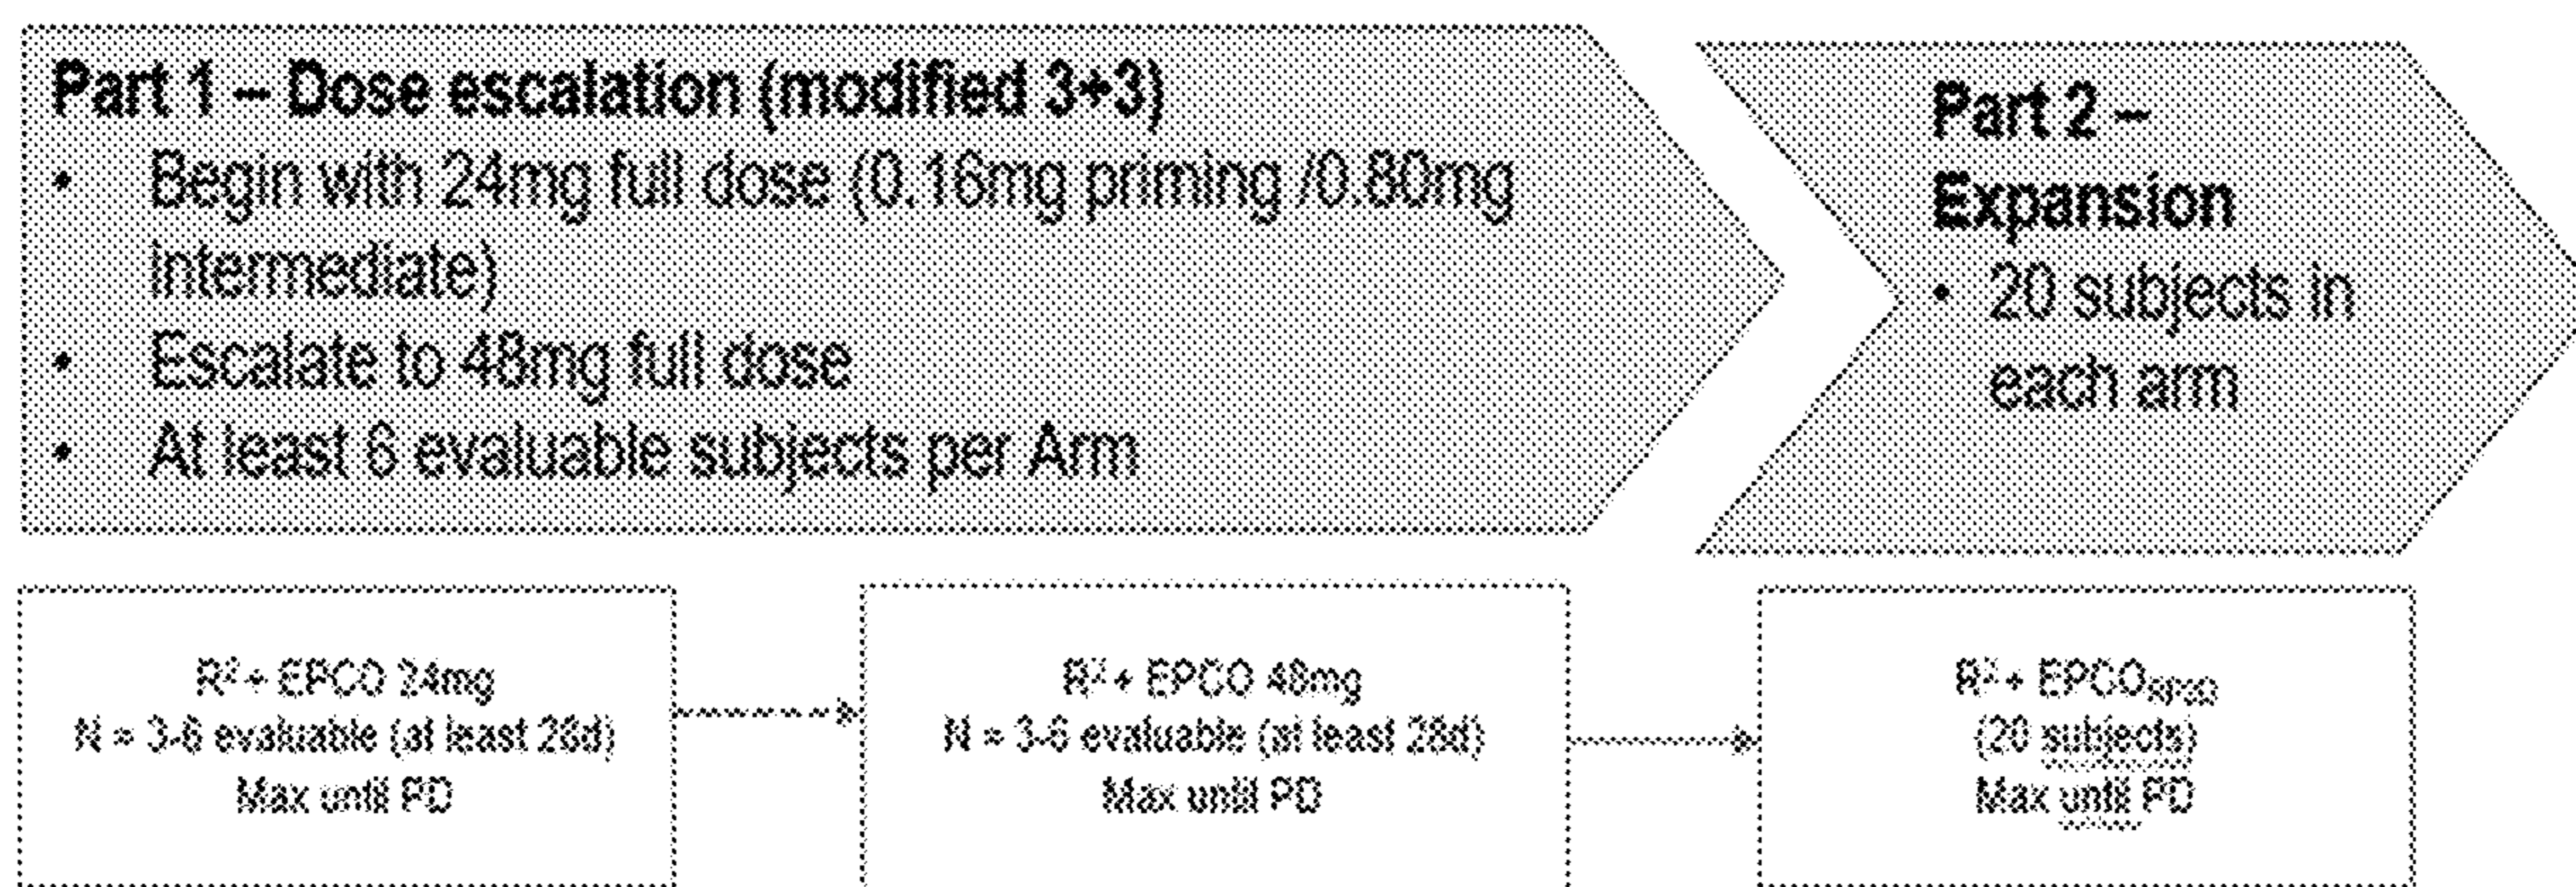 Part 1 – Dose escalation (modified 3+3)
• Begin with 24mg full dose (0.16mg priming /0.80mg
intermediate)
• Escalate to 48mg full dose
• At least 6 evaluable subjects per Arm
Part 2 –
Expansion
• 20 subjects in
each arm
R² + EPCO 24mg
N = 3-6 evaluable (at least 28d)
Max until PD
R² + EPCO 48mg
N = 3-6 evaluable (at least 28d)
Max until PD
R² + EPCO
(20 subjects)
Max until PD